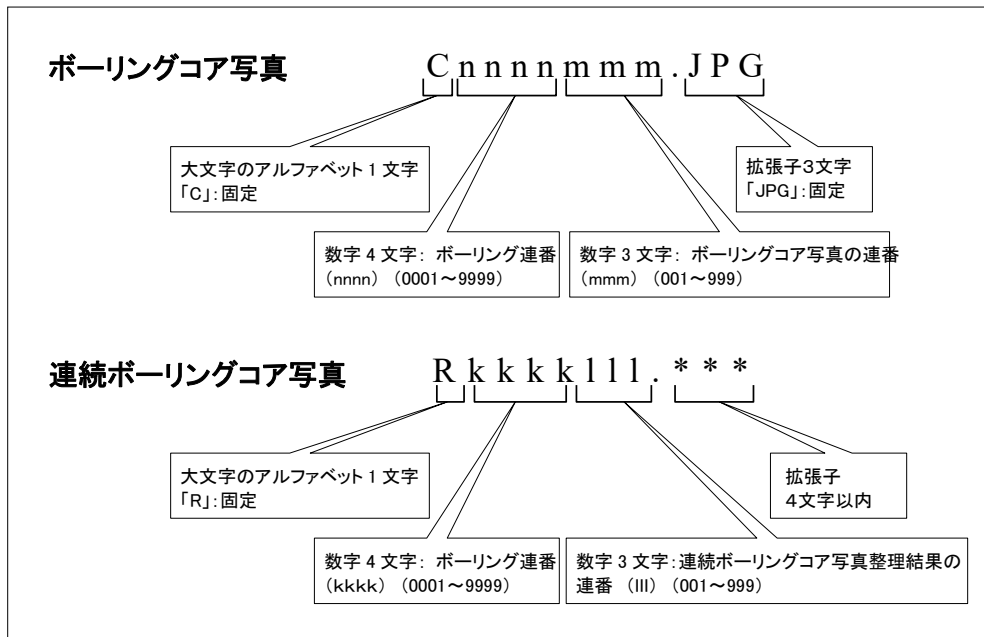 ボーリングコア写真
Cnnnnmmm.JPG
大文字のアルファベット1文字
「C」:固定
拡張子3文字
「JPG」:固定
数字4文字: ボーリング連番
(nnnn) (0001~9999)
数字3文字: ボーリングコア写真の連番
(mmm) (001~999)
連続ボーリングコア写真
Rkkkklll.***
大文字のアルファベット1文字
「R」:固定
拡張子
4文字以内
数字4文字: ボーリング連番
(kkkk) (0001~9999)
数字3文字:連続ボーリングコア写真整理結果の
連番 (lll) (001~999)